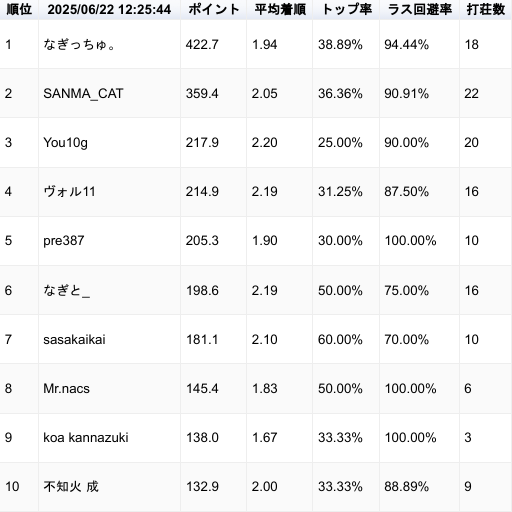 順位 2025/06/22 12:25:44 ポイント 平均着順 トップ率 ラス回避率 打荘数
1 なぎっちゅ。 422.7 1.94 38.89% 94.44% 18
2 SANMA_CAT 359.4 2.05 36.36% 90.91% 22
3 You10g 217.9 2.20 25.00% 90.00% 20
4 ヴォル11 214.9 2.19 31.25% 87.50% 16
5 pre387 205.3 1.90 30.00% 100.00% 10
6 なぎと_ 198.6 2.19 50.00% 75.00% 16
7 sasakaikai 181.1 2.10 60.00% 70.00% 10
8 Mr.nacs 145.4 1.83 50.00% 100.00% 6
9 koa kannazuki 138.0 1.67 33.33% 100.00% 3
10 不知火 成 132.9 2.00 33.33% 88.89% 9